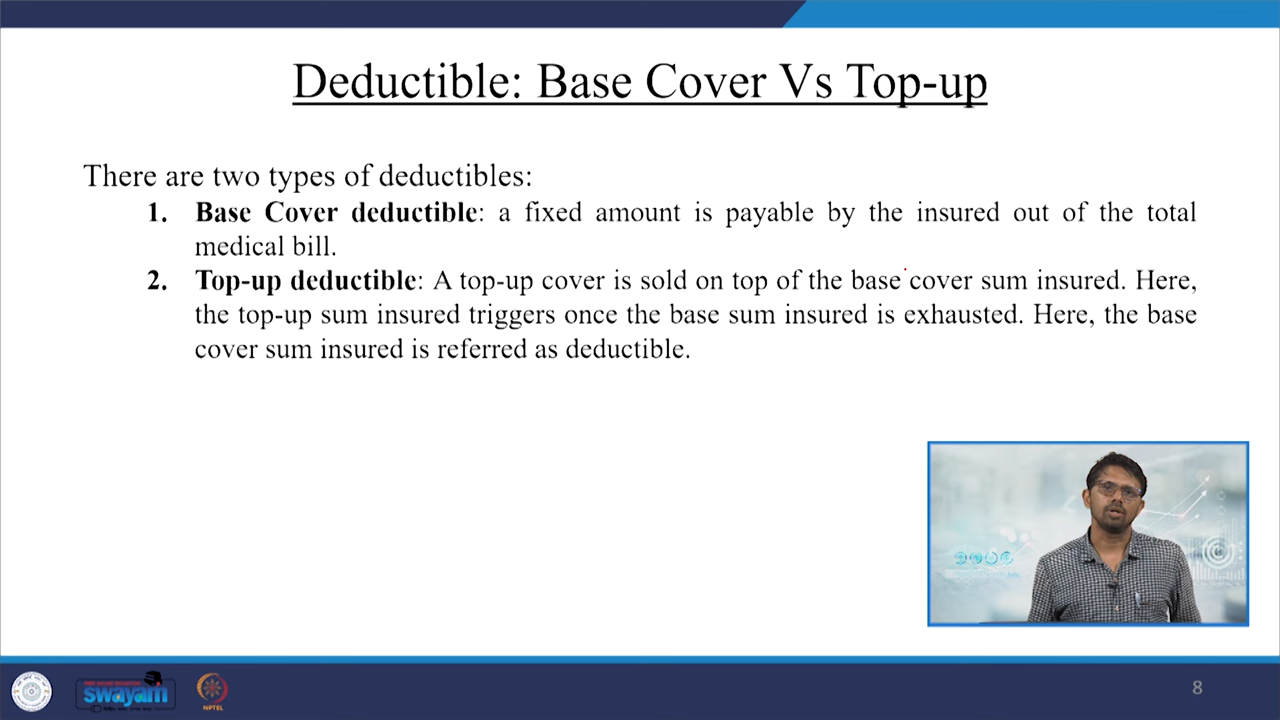 Deductible: Base Cover Vs Top-up
There are two types of deductibles:
1. Base Cover deductible: a fixed amount is payable by the insured out of the total
medical bill.
2. Top-up deductible: A top-up cover is sold on top of the base cover sum insured. Here,
the top-up sum insured triggers once the base sum insured is exhausted. Here, the base
cover sum insured is referred as deductible.
swayam
NPTEL
8